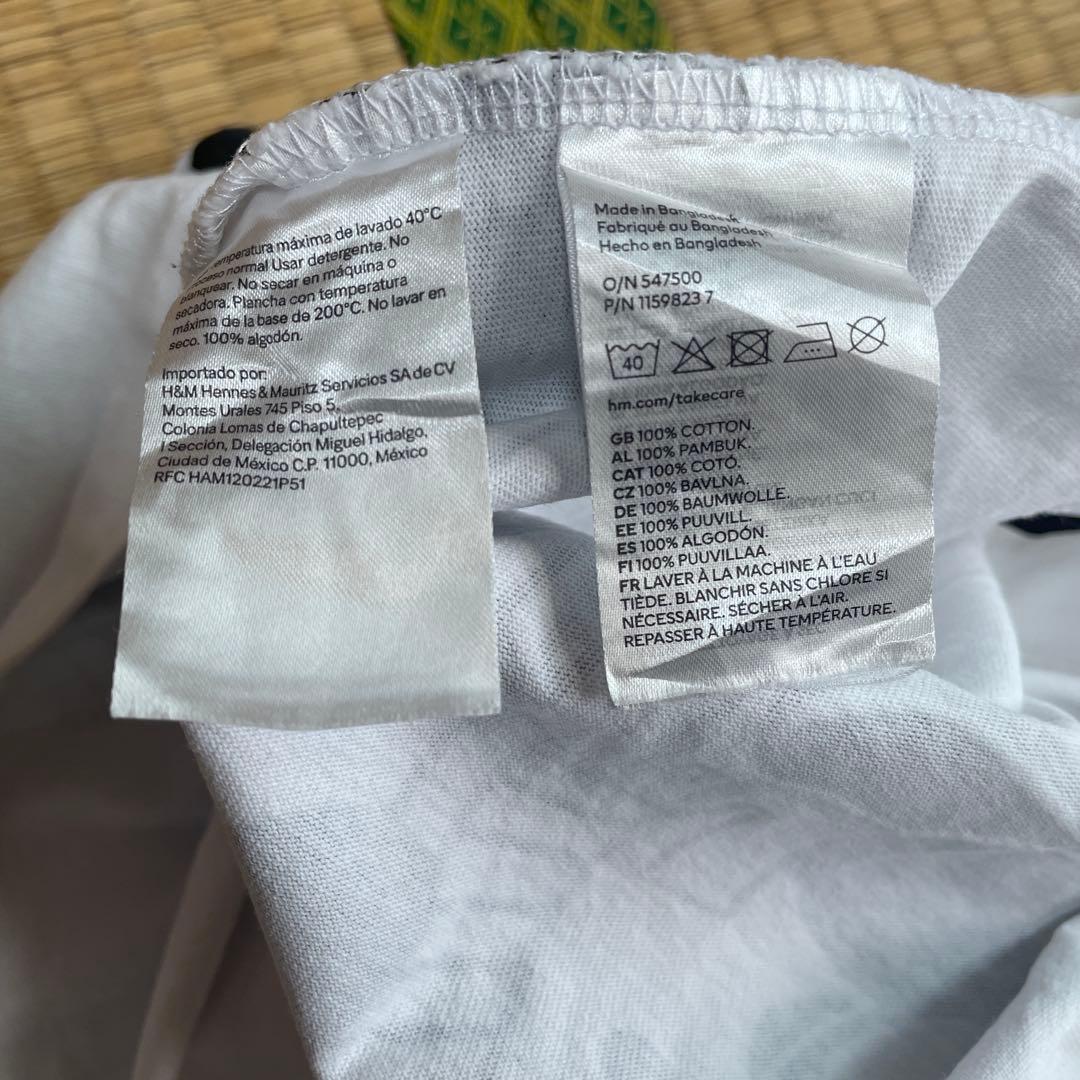 máxima de lavado 40°C
normal Usar detergente. No
blanquear. No secar en máquina o
secadora. Plancha con temperatura
máxima de la base de 200°C. No lavar en
seco. 100% algodón.
Importado por:
H&M Hennes & Mauritz Servicios SA de CV
Montes Urales 745 Piso 5,
Colonia Lomas de Chapultepec
I Sección, Delegación Miguel Hidalgo,
Ciudad de México C.P. 11000, México
RFC HAM120221P51
Made in Bangladesh
Fabriqué au Bangladesh
Hecho en Bangladesh
O/N 547500
P/N 1159823 7
40
hm.com/takecare
GB 100% COTTON.
AL 100% PAMBUK.
CAT 100% COTÓ.
CZ 100% BAVLNA.
DE 100% BAUMWOLLE.
EE 100% PUUVILL.
ES 100% ALGODÓN.
FI 100% PUUVILLAA.
FR LAVER À LA MACHINE À L'EAU
TIÈDE. BLANCHIR SANS CHLORE SI
NÉCESSAIRE. SÉCHER A L'AIR.
REPASSER À HAUTE TEMPÉRATURE.